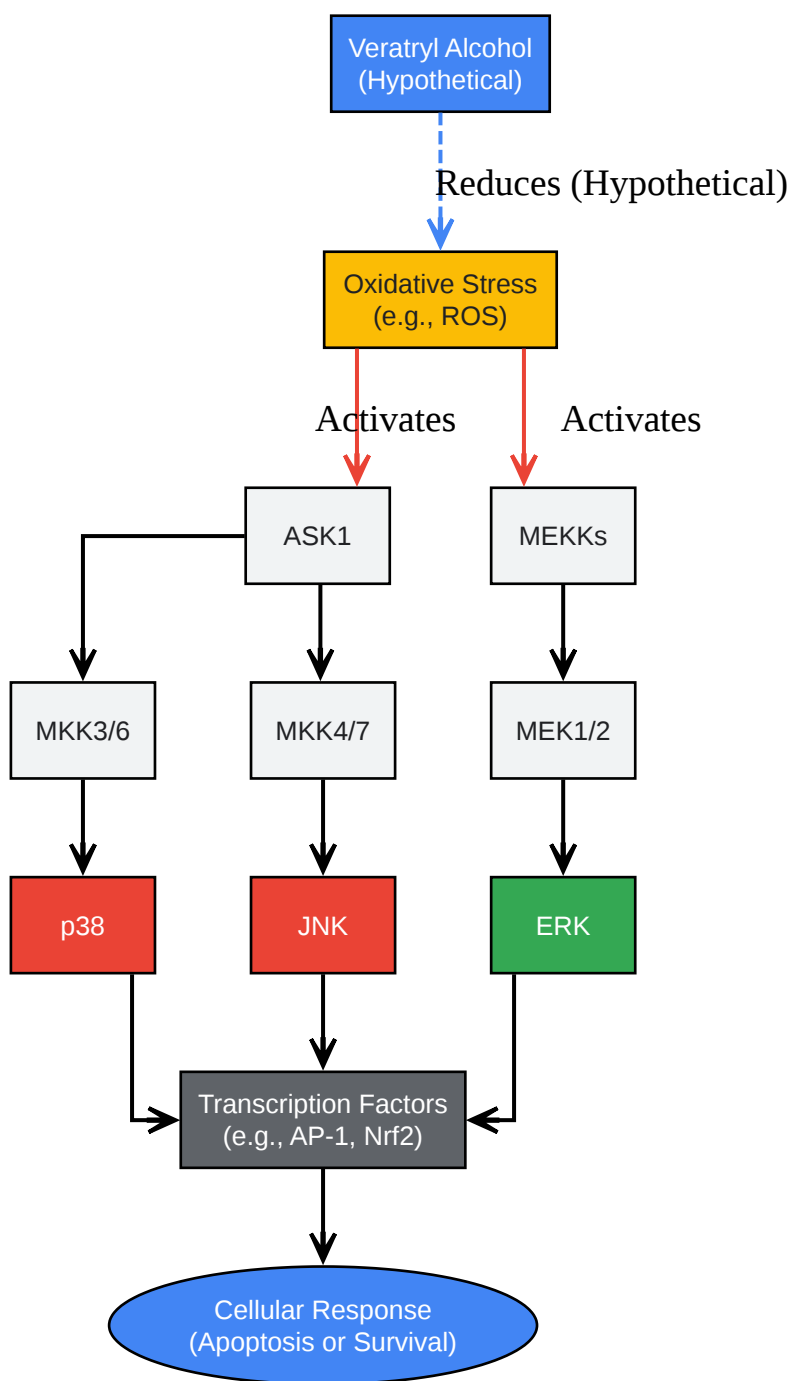 Veratryl Alcohol
(Hypothetical)
Reduces (Hypothetical)
Oxidative Stress
(e.g., ROS)
Activates
Activates
ASK1
MEKKs
MKK3/6
MKK4/7
MEK1/2
p38
JNK
ERK
Transcription Factors
(e.g., AP-1, Nrf2)
Cellular Response
(Apoptosis or Survival)